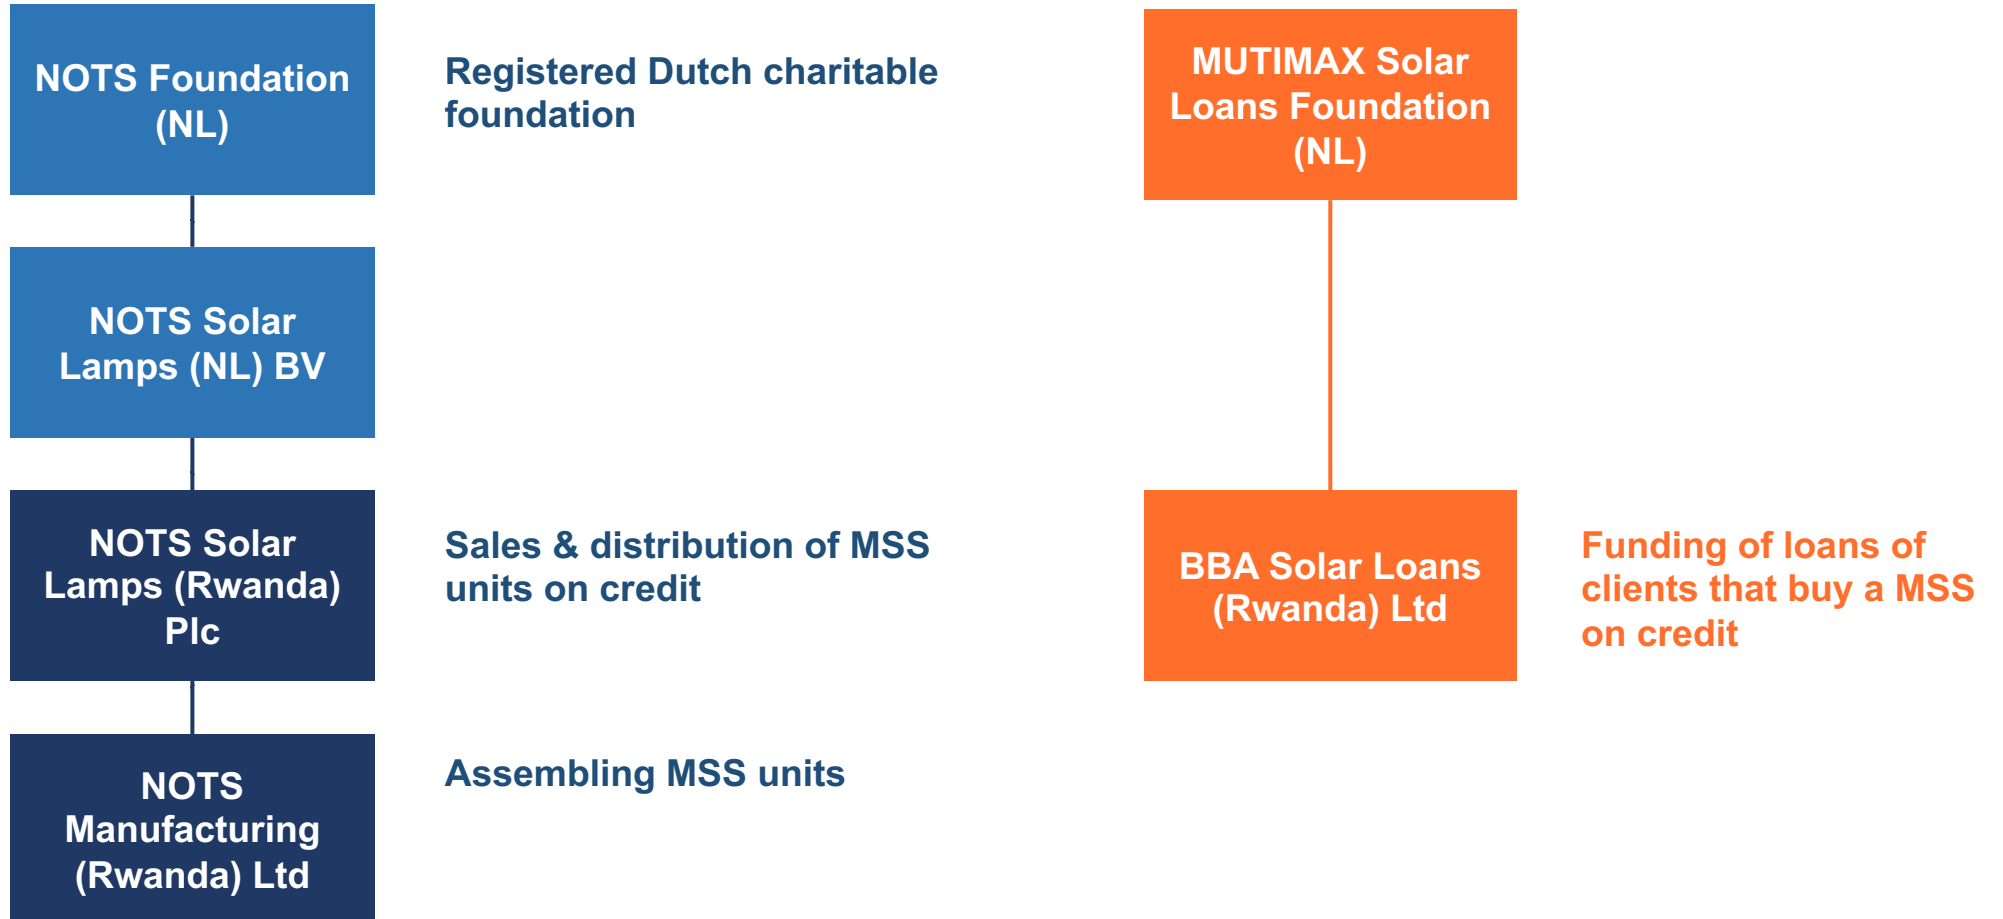 NOTS Foundation
(NL)
Registered Dutch charitable
foundation
MUTIMAX Solar
Loans Foundation
(NL)
NOTS Solar
Lamps (NL) BV
NOTS Solar
Lamps (Rwanda)
Plc
Sales & distribution of MSS
units on credit
BBA Solar Loans
(Rwanda) Ltd
Funding of loans of
clients that buy a MSS
on credit
NOTS
Manufacturing
(Rwanda) Ltd
Assembling MSS units